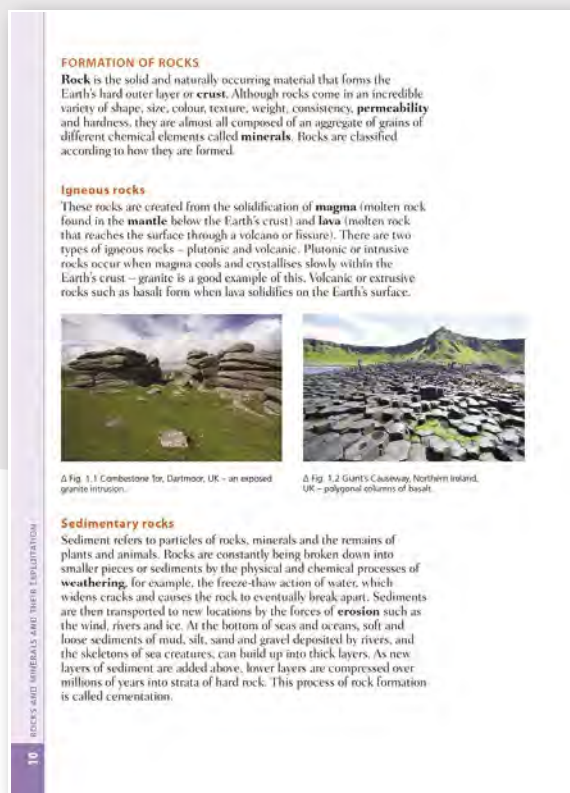 FORMATION OF ROCKS
Rock is the solid and naturally occurring material that forms the
Earth's hard outer layer or crust. Although rocks come in an incredible
variety of shape, size, colour, texture, weight, consistency, permeability
and hardness, they are almost all composed of an aggregate of grains of
different chemical elements called minerals. Rocks are classified
according to how they are formed.
Igneous rocks
These rocks are created from the solidification of magma (molten rock
found in the mantle below the Earth's crust) and lava (molten rock
that reaches the surface through a volcano or fissure). There are two
types of igneous rocks – plutonic and volcanic. Plutonic or intrusive
rocks occur when magma cools and crystallises slowly within the
Earth's crust – granite is a good example of this. Volcanic or extrusive
rocks such as basalt form when lava solidifies on the Earth's surface.
Δ Fig. 1.1 Combestone Tor, Dartmoor, UK – an exposed
granite intrusion.
Δ Fig. 1.2 Giant's Causeway, Northern Ireland,
UK – polygonal columns of basalt.
Sedimentary rocks
Sediment refers to particles of rocks, minerals and the remains of
plants and animals. Rocks are constantly being broken down into
smaller pieces or sediments by the physical and chemical processes of
weathering, for example, the freeze-thaw action of water, which
widens cracks and causes the rock to eventually break apart. Sediments
are then transported to new locations by the forces of erosion such as
the wind, rivers and ice. At the bottom of seas and oceans, soft and
loose sediments of mud, silt, sand and gravel deposited by rivers, and
the skeletons of sea creatures, can build up into thick layers. As new
layers of sediment are added above, lower layers are compressed over
millions of years into strata of hard rock. This process of rock formation
is called cementation.
ROCKS AND MINERALS AND THEIR EXPLOITATION
10